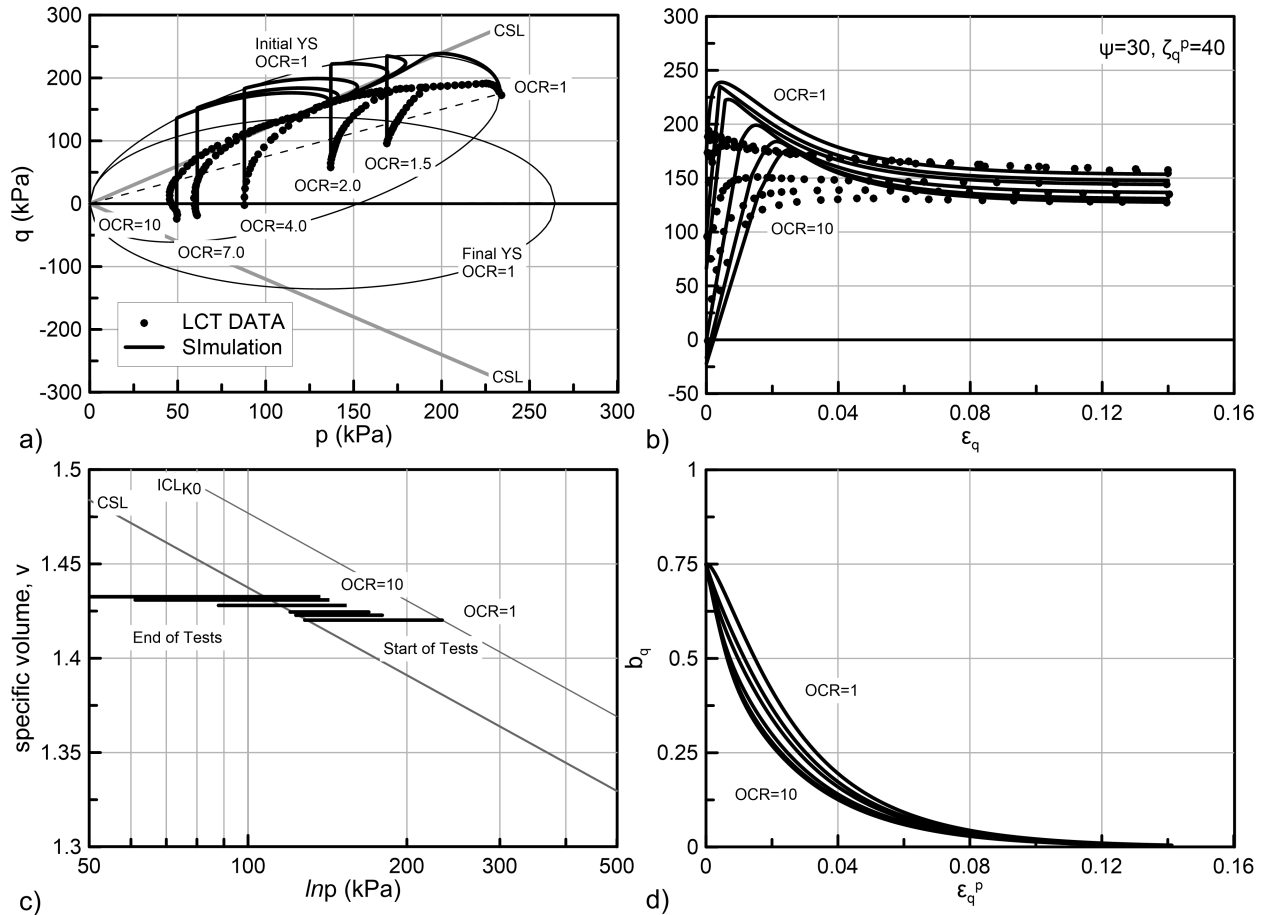 300
200
100
0
-100
-200
-300
q (kPa)
Initial YS
OCR=1
CSL
OCR=1
OCR=1.5
OCR=2.0
OCR=4.0
OCR=10
OCR=7.0
Final YS
OCR=1
LCT DATA
SImulation
CSL
0
50
100
150
200
250
300
p (kPa)
a)
300
250
200
150
100
50
0
-50
q (kPa)
ψ=30, ζqp=40
OCR=1
OCR=10
0
0.04
0.08
0.12
0.16
εq
b)
1.5
1.45
1.4
1.35
1.3
specific volume, v
ICLK0
CSL
OCR=10
OCR=1
End of Tests
Start of Tests
50
100
200
300
500
lnp (kPa)
c)
1
0.75
0.5
0.25
0
bq
OCR=1
OCR=10
0
0.04
0.08
0.12
0.16
εqp
d)